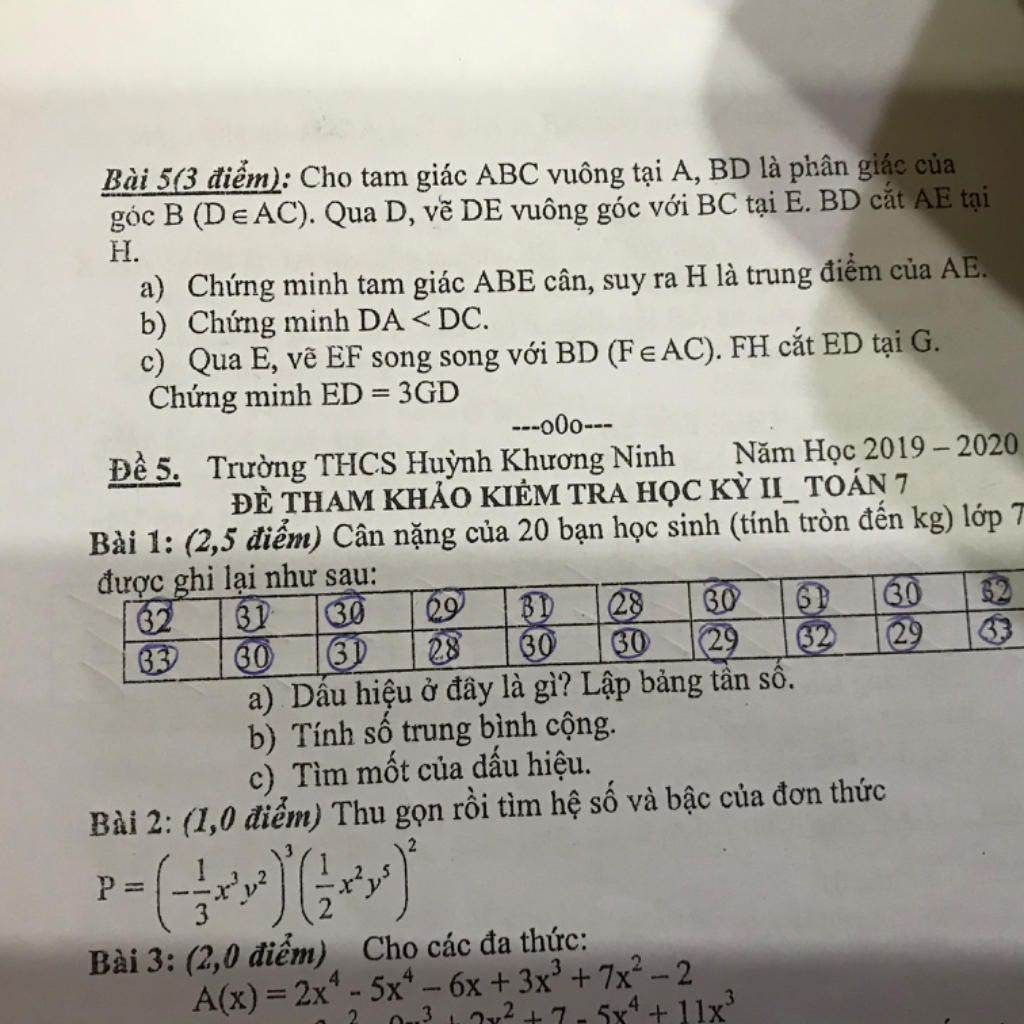 Bài 5(3 điểm): Cho tam giác ABC vuông tại A, BD là phân giác của
góc B (D ∈ AC). Qua D, vẽ DE vuông góc với BC tại E. BD cắt AE tại
H.
a) Chứng minh tam giác ABE cân, suy ra H là trung điểm của AE.
b) Chứng minh DA < DC.
c) Qua E, vẽ EF song song với BD (F ∈ AC). FH cắt ED tại G.
Chứng minh ED = 3GD
---o0o---
Đề 5. Trường THCS Huỳnh Khương Ninh Năm Học 2019 – 2020
ĐỀ THAM KHẢO KIỂM TRA HỌC KỲ II_ TOÁN 7
Bài 1: (2,5 điểm) Cân nặng của 20 bạn học sinh (tính tròn đến kg) lớp 7
được ghi lại như sau:
32 31 30 29 31 28 30 31 30 32
33 30 31 28 30 30 29 32 29 33
a) Dấu hiệu ở đây là gì? Lập bảng tần số.
b) Tính số trung bình cộng.
c) Tìm mốt của dấu hiệu.
Bài 2: (1,0 điểm) Thu gọn rồi tìm hệ số và bậc của đơn thức
P = (-1/3 x³y²)³ (1/2 x²y⁵)²
Bài 3: (2,0 điểm) Cho các đa thức:
A(x) = 2x⁴ - 5x⁴ – 6x + 3x³ + 7x² – 2
+ 2x² + 7 - 5x⁴ + 11x³